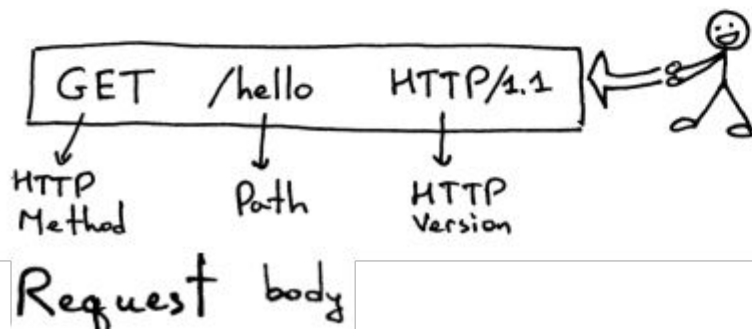 GET /hello HTTP/1.1
HTTP Method
Path
HTTP Version
Request body